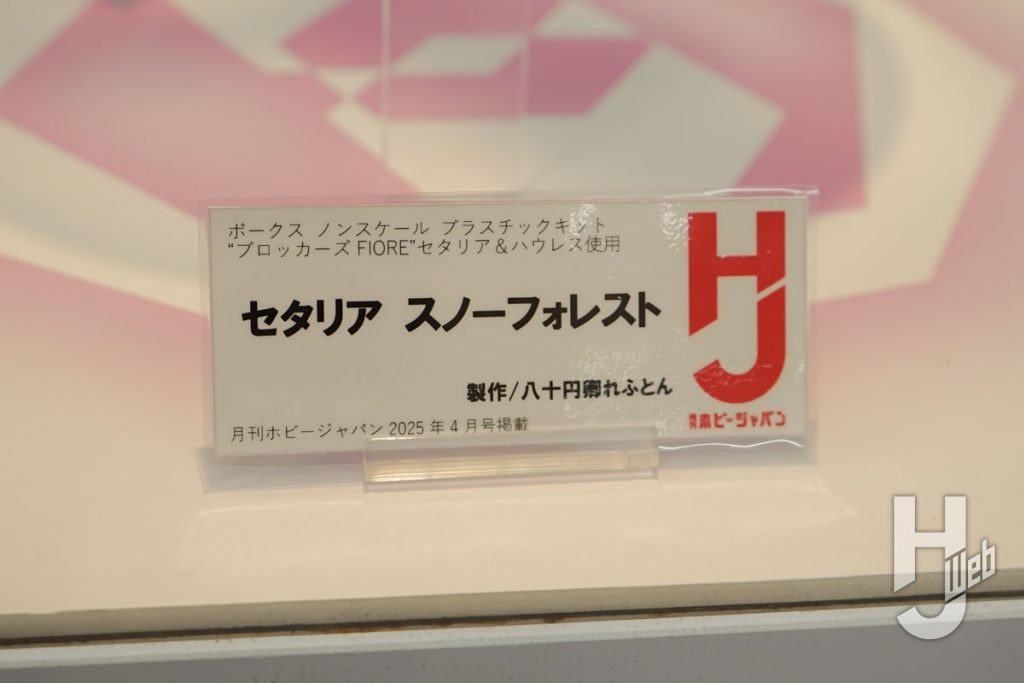 ボークス ノンスケール プラスチックキット
“ブロッカーズ FIORE”セタリア＆ハウレス使用
セタリア スノーフォレスト
製作/八十円卿れふとん
月刊ホビージャパン 2025 年 4 月号掲載
HJ
月刊ホビージャパン
HJ Web